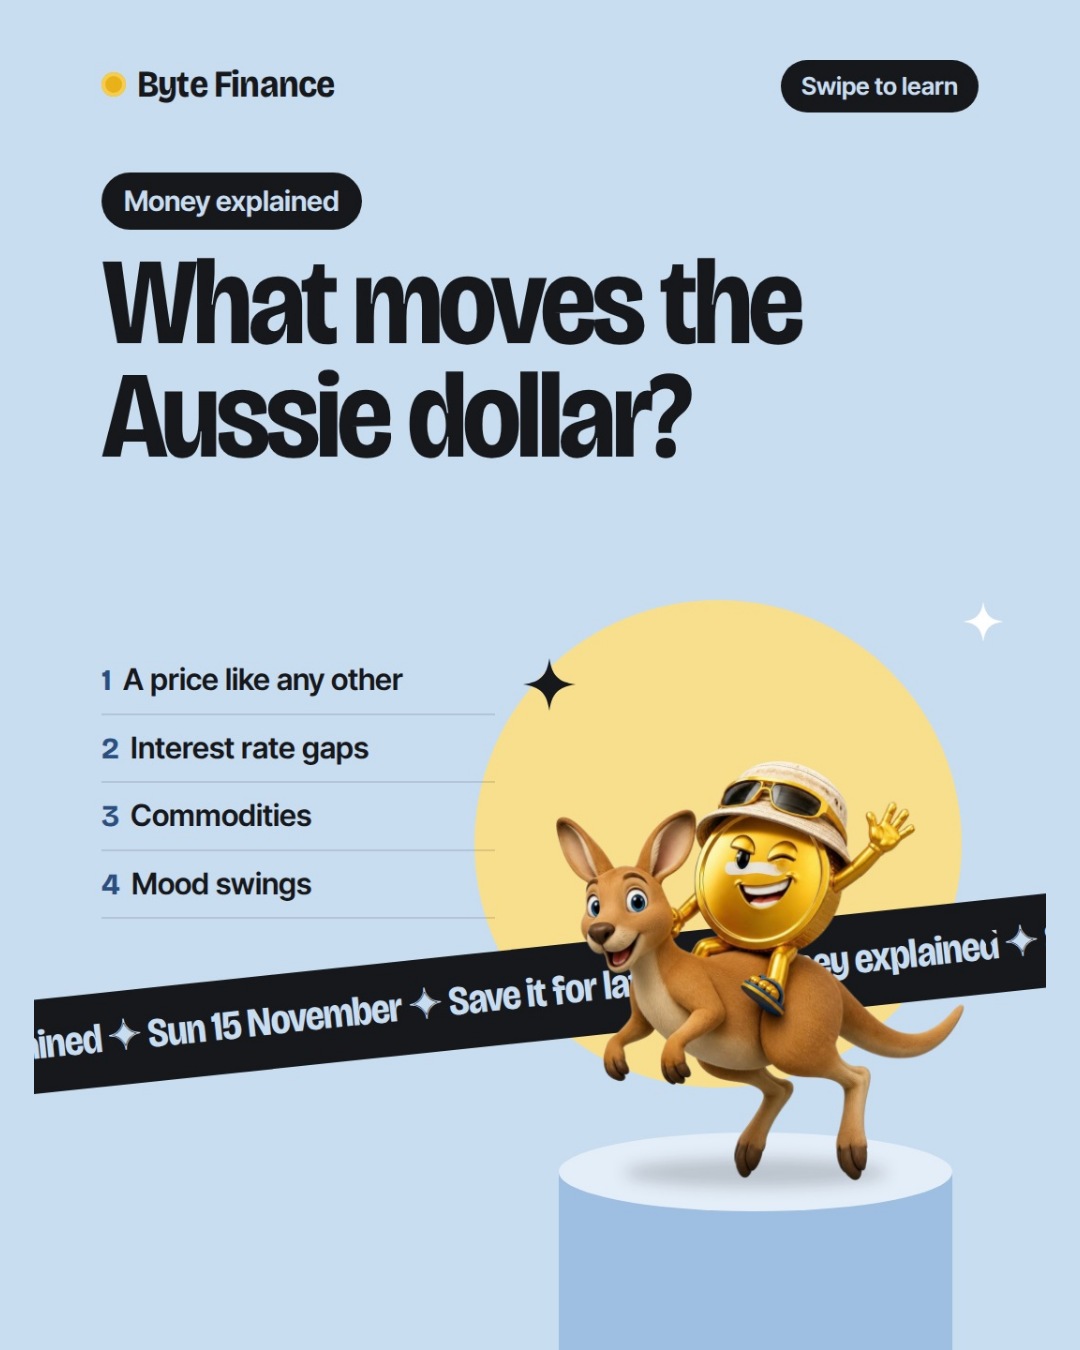 Byte Finance
Swipe to learn
Money explained
What moves the
Aussie dollar?
1 A price like any other
2 Interest rate gaps
3 Commodities
4 Mood swings
Sun 15 November ✦ Save it for explained